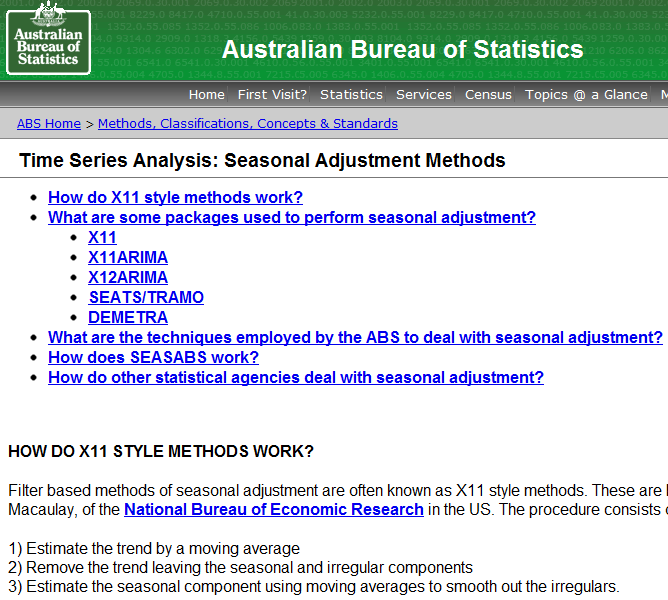 Australian
Bureau of
Statistics
Australian Bureau of Statistics
Home First Visit? Statistics Services Census Topics @ a Glance
ABS Home > Methods, Classifications, Concepts & Standards
Time Series Analysis: Seasonal Adjustment Methods
• How do X11 style methods work?
• What are some packages used to perform seasonal adjustment?
• X11
• X11ARIMA
• X12ARIMA
• SEATS/TRAMO
• DEMETRA
• What are the techniques employed by the ABS to deal with seasonal adjustment?
• How does SEASABS work?
• How do other statistical agencies deal with seasonal adjustment?
HOW DO X11 STYLE METHODS WORK?
Filter based methods of seasonal adjustment are often known as X11 style methods. These are
Macaulay, of the National Bureau of Economic Research in the US. The procedure consists
1) Estimate the trend by a moving average
2) Remove the trend leaving the seasonal and irregular components
3) Estimate the seasonal component using moving averages to smooth out the irregulars.